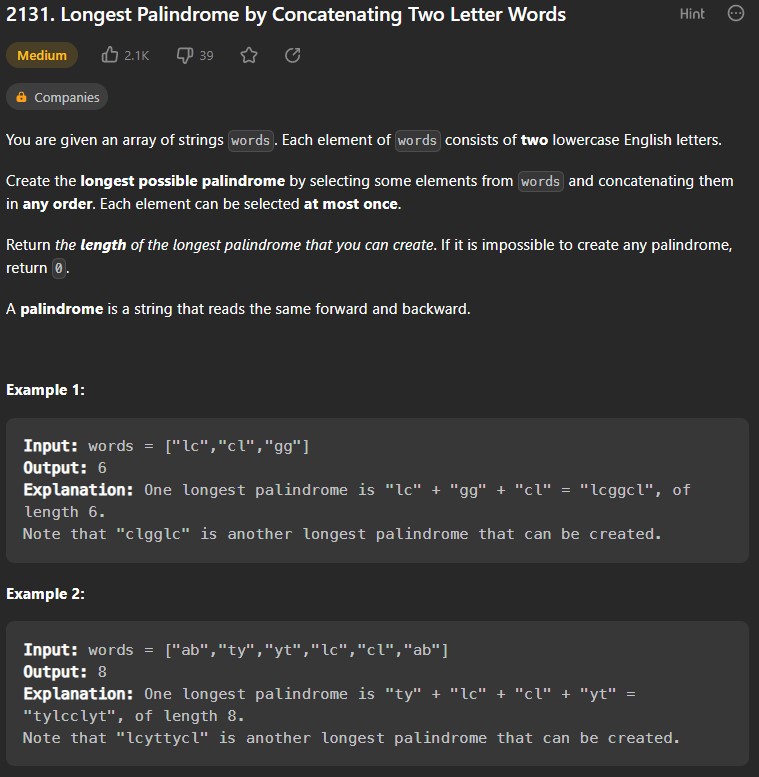 2131. Longest Palindrome by Concatenating Two Letter Words
Hint
Medium 2.1K 39
Companies
You are given an array of strings words. Each element of words consists of two lowercase English letters.
Create the longest possible palindrome by selecting some elements from words and concatenating them
in any order. Each element can be selected at most once.
Return the length of the longest palindrome that you can create. If it is impossible to create any palindrome,
return 0.
A palindrome is a string that reads the same forward and backward.
Example 1:
Input: words = ["lc","cl","gg"]
Output: 6
Explanation: One longest palindrome is "lc" + "gg" + "cl" = "lcggcl", of
length 6.
Note that "clgglc" is another longest palindrome that can be created.
Example 2:
Input: words = ["ab","ty","yt","lc","cl","ab"]
Output: 8
Explanation: One longest palindrome is "ty" + "lc" + "cl" + "yt" =
"tylcclyt", of length 8.
Note that "lcyttycl" is another longest palindrome that can be created.